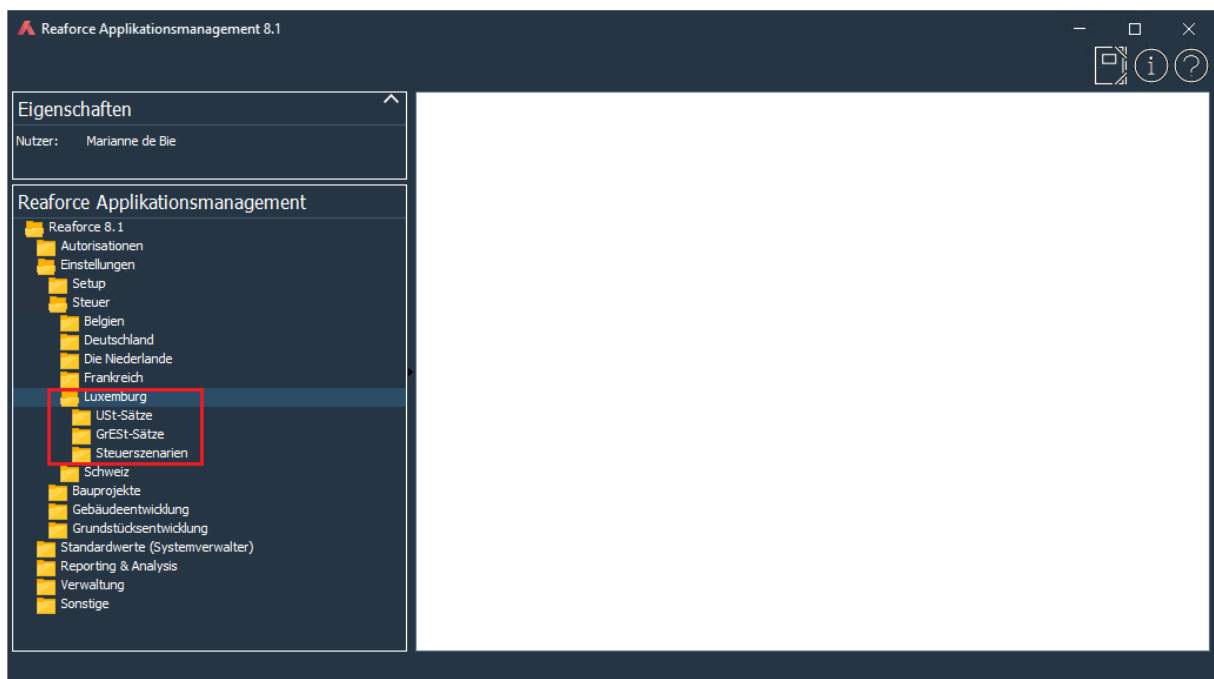 Reaforce Applikationsmanagement 8.1
Eigenschaften
Nutzer: Marianne de Bie
Reaforce Applikationsmanagement
Reaforce 8.1
Autorisationen
Einstellungen
Setup
Steuer
Belgien
Deutschland
Die Niederlande
Frankreich
Luxemburg
USt-Sätze
GrESt-Sätze
Steuerszenarien
Schweiz
Bauprojekte
Gebäudeentwicklung
Grundstücksentwicklung
Standardwerte (Systemverwalter)
Reporting & Analysis
Verwaltung
Sonstige